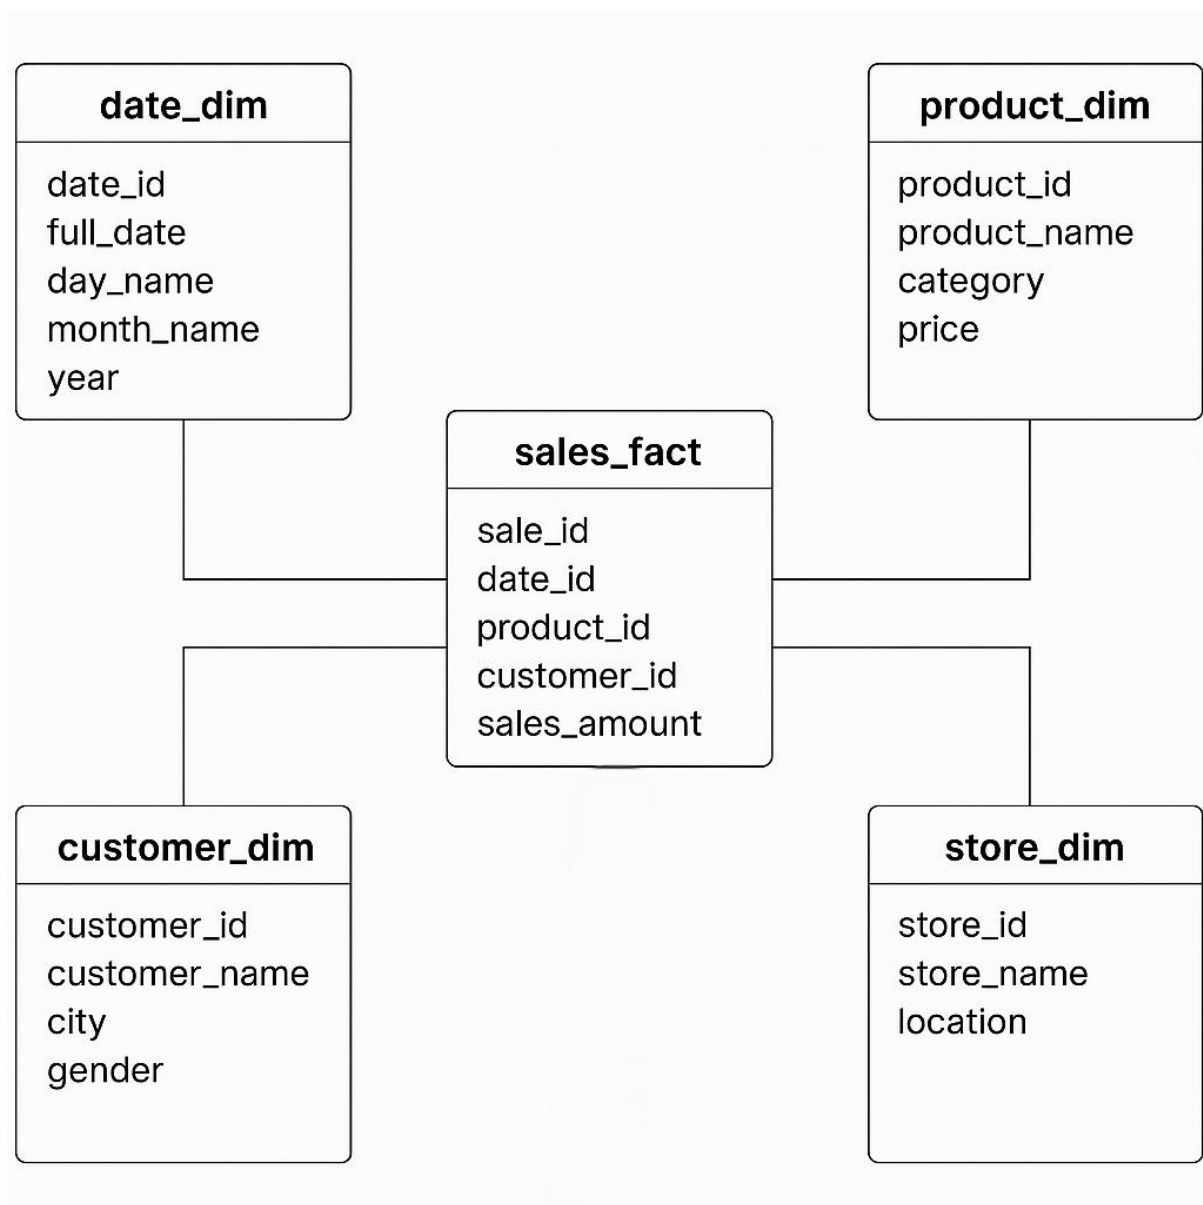 date_dim
date_id
full_date
day_name
month_name
year
product_dim
product_id
product_name
category
price
sales_fact
sale_id
date_id
product_id
customer_id
sales_amount
customer_dim
customer_id
customer_name
city
gender
store_dim
store_id
store_name
location